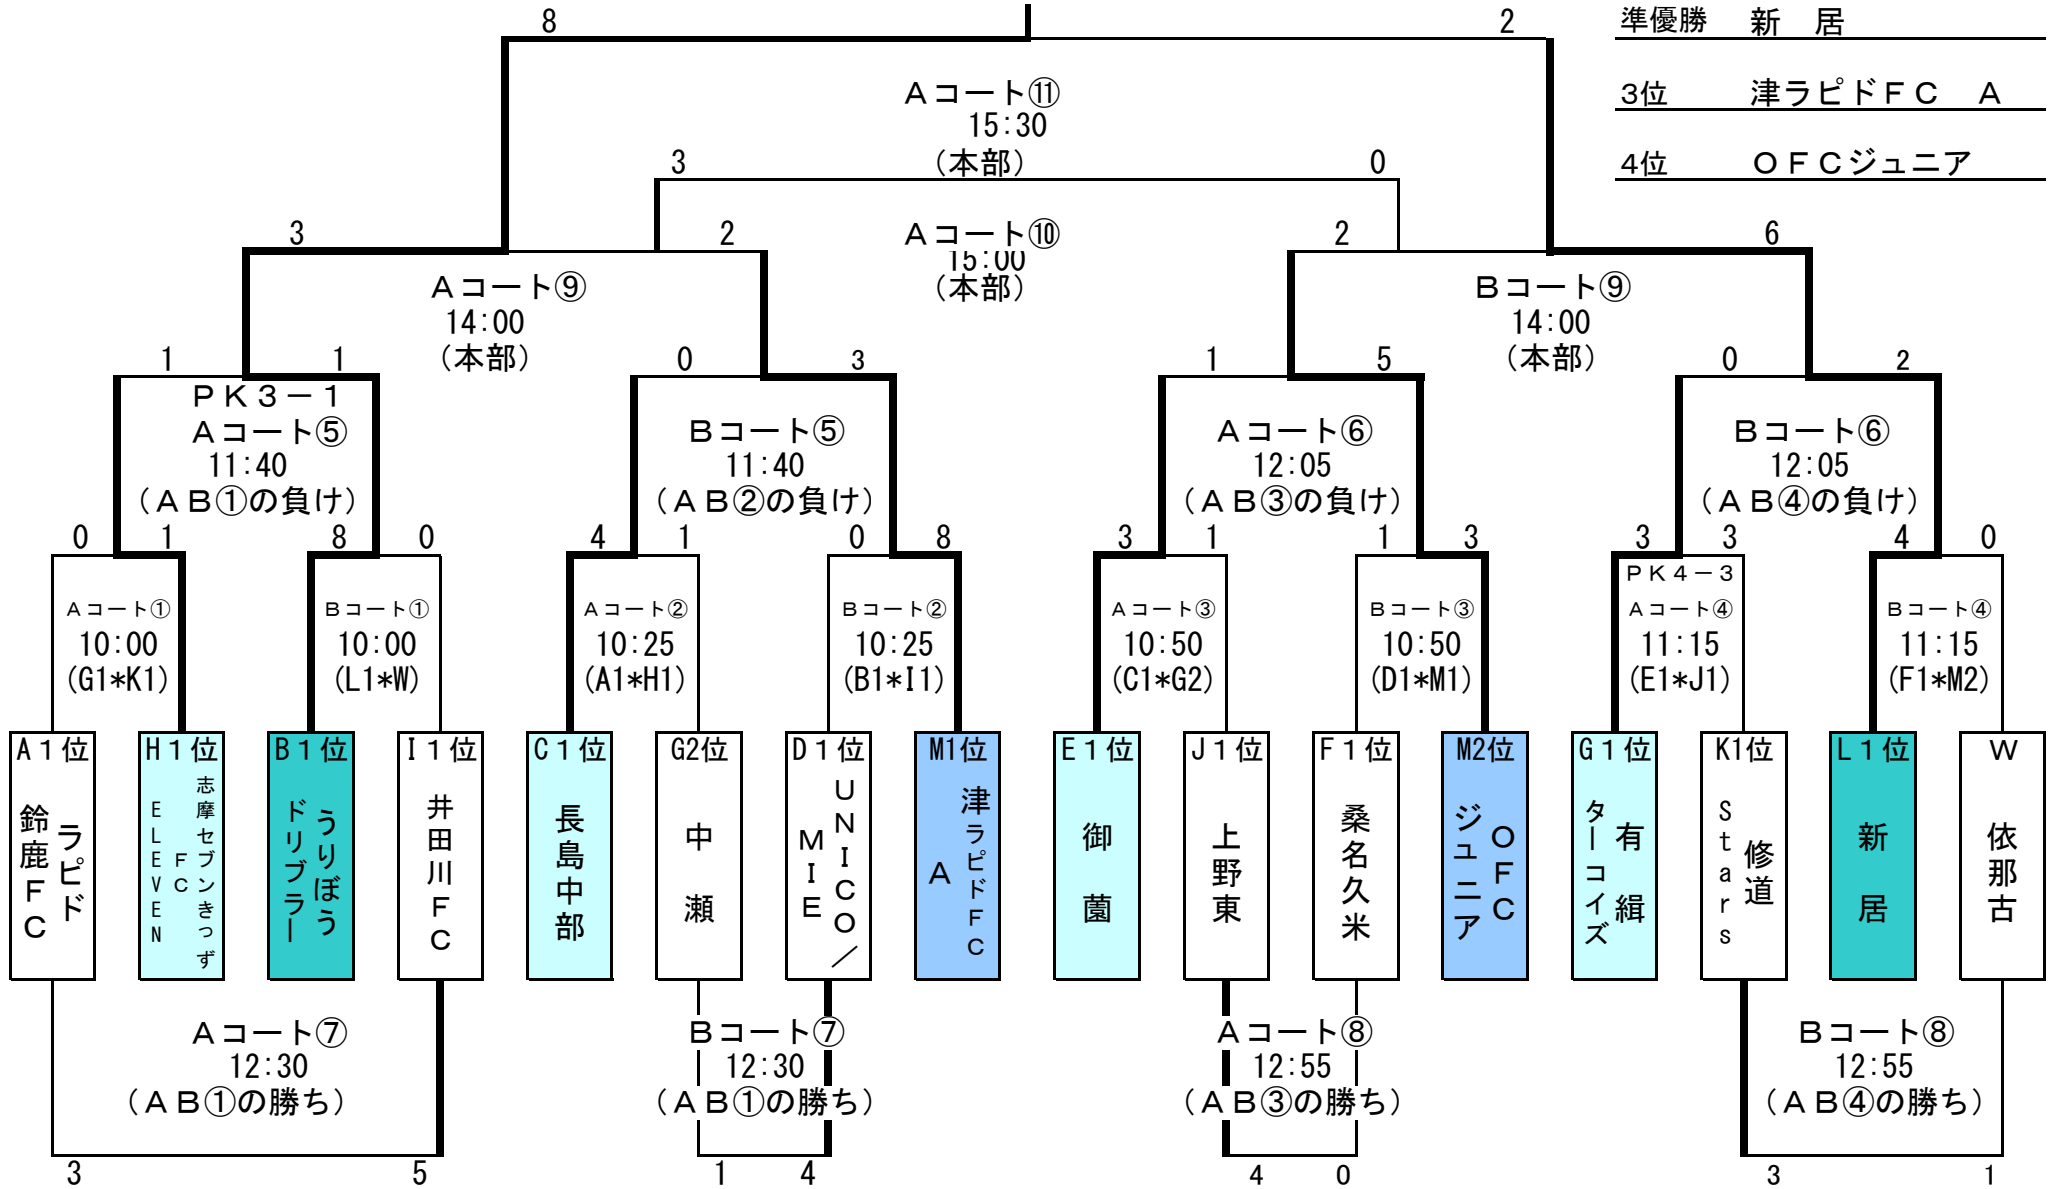 8
2
準優勝　新　居
Aコート⑪
15:30
(本部)
3位　津ラピドFC　A
3
0
4位　OFCジュニア
3
2
Aコート⑩
15:00
(本部)
2
6
Aコート⑨
14:00
(本部)
Bコート⑨
14:00
(本部)
1
1
0
3
1
5
0
2
PK3－1
Aコート⑤
11:40
(AB①の負け)
Bコート⑤
11:40
(AB②の負け)
Aコート⑥
12:05
(AB③の負け)
Bコート⑥
12:05
(AB④の負け)
0
1
8
0
4
1
0
8
3
1
1
3
3
3
4
0
Aコート①
10:00
(G1*K1)
Bコート①
10:00
(L1*W)
Aコート②
10:25
(A1*H1)
Bコート②
10:25
(B1*I1)
Aコート③
10:50
(C1*G2)
Bコート③
10:50
(D1*M1)
PK4－3
Aコート④
11:15
(E1*J1)
Bコート④
11:15
(F1*M2)
A1位
ラピド
鈴鹿FC
H1位
志摩セブンきっず
FC
ELEVEN
B1位
うりぼう
ドリブラー
I1位
井田川FC
C1位
長島中部
G2位
中瀬
D1位
UNICO／
MIE
M1位
津ラピドFC
A
E1位
御薗
J1位
上野東
F1位
桑名久米
M2位
OFC
ジュニア
G1位
有緝
ターコイズ
K1位
修道
Stars
L1位
新居
W
依那古
Aコート⑦
12:30
(AB①の勝ち)
Bコート⑦
12:30
(AB①の勝ち)
Aコート⑧
12:55
(AB③の勝ち)
Bコート⑧
12:55
(AB④の勝ち)
3
5
1
4
4
0
3
1